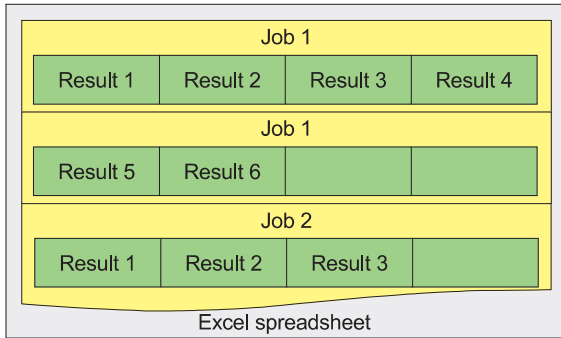 Job 1
Result 1 Result 2 Result 3 Result 4
Job 1
Result 5 Result 6
Job 2
Result 1 Result 2 Result 3
Excel spreadsheet